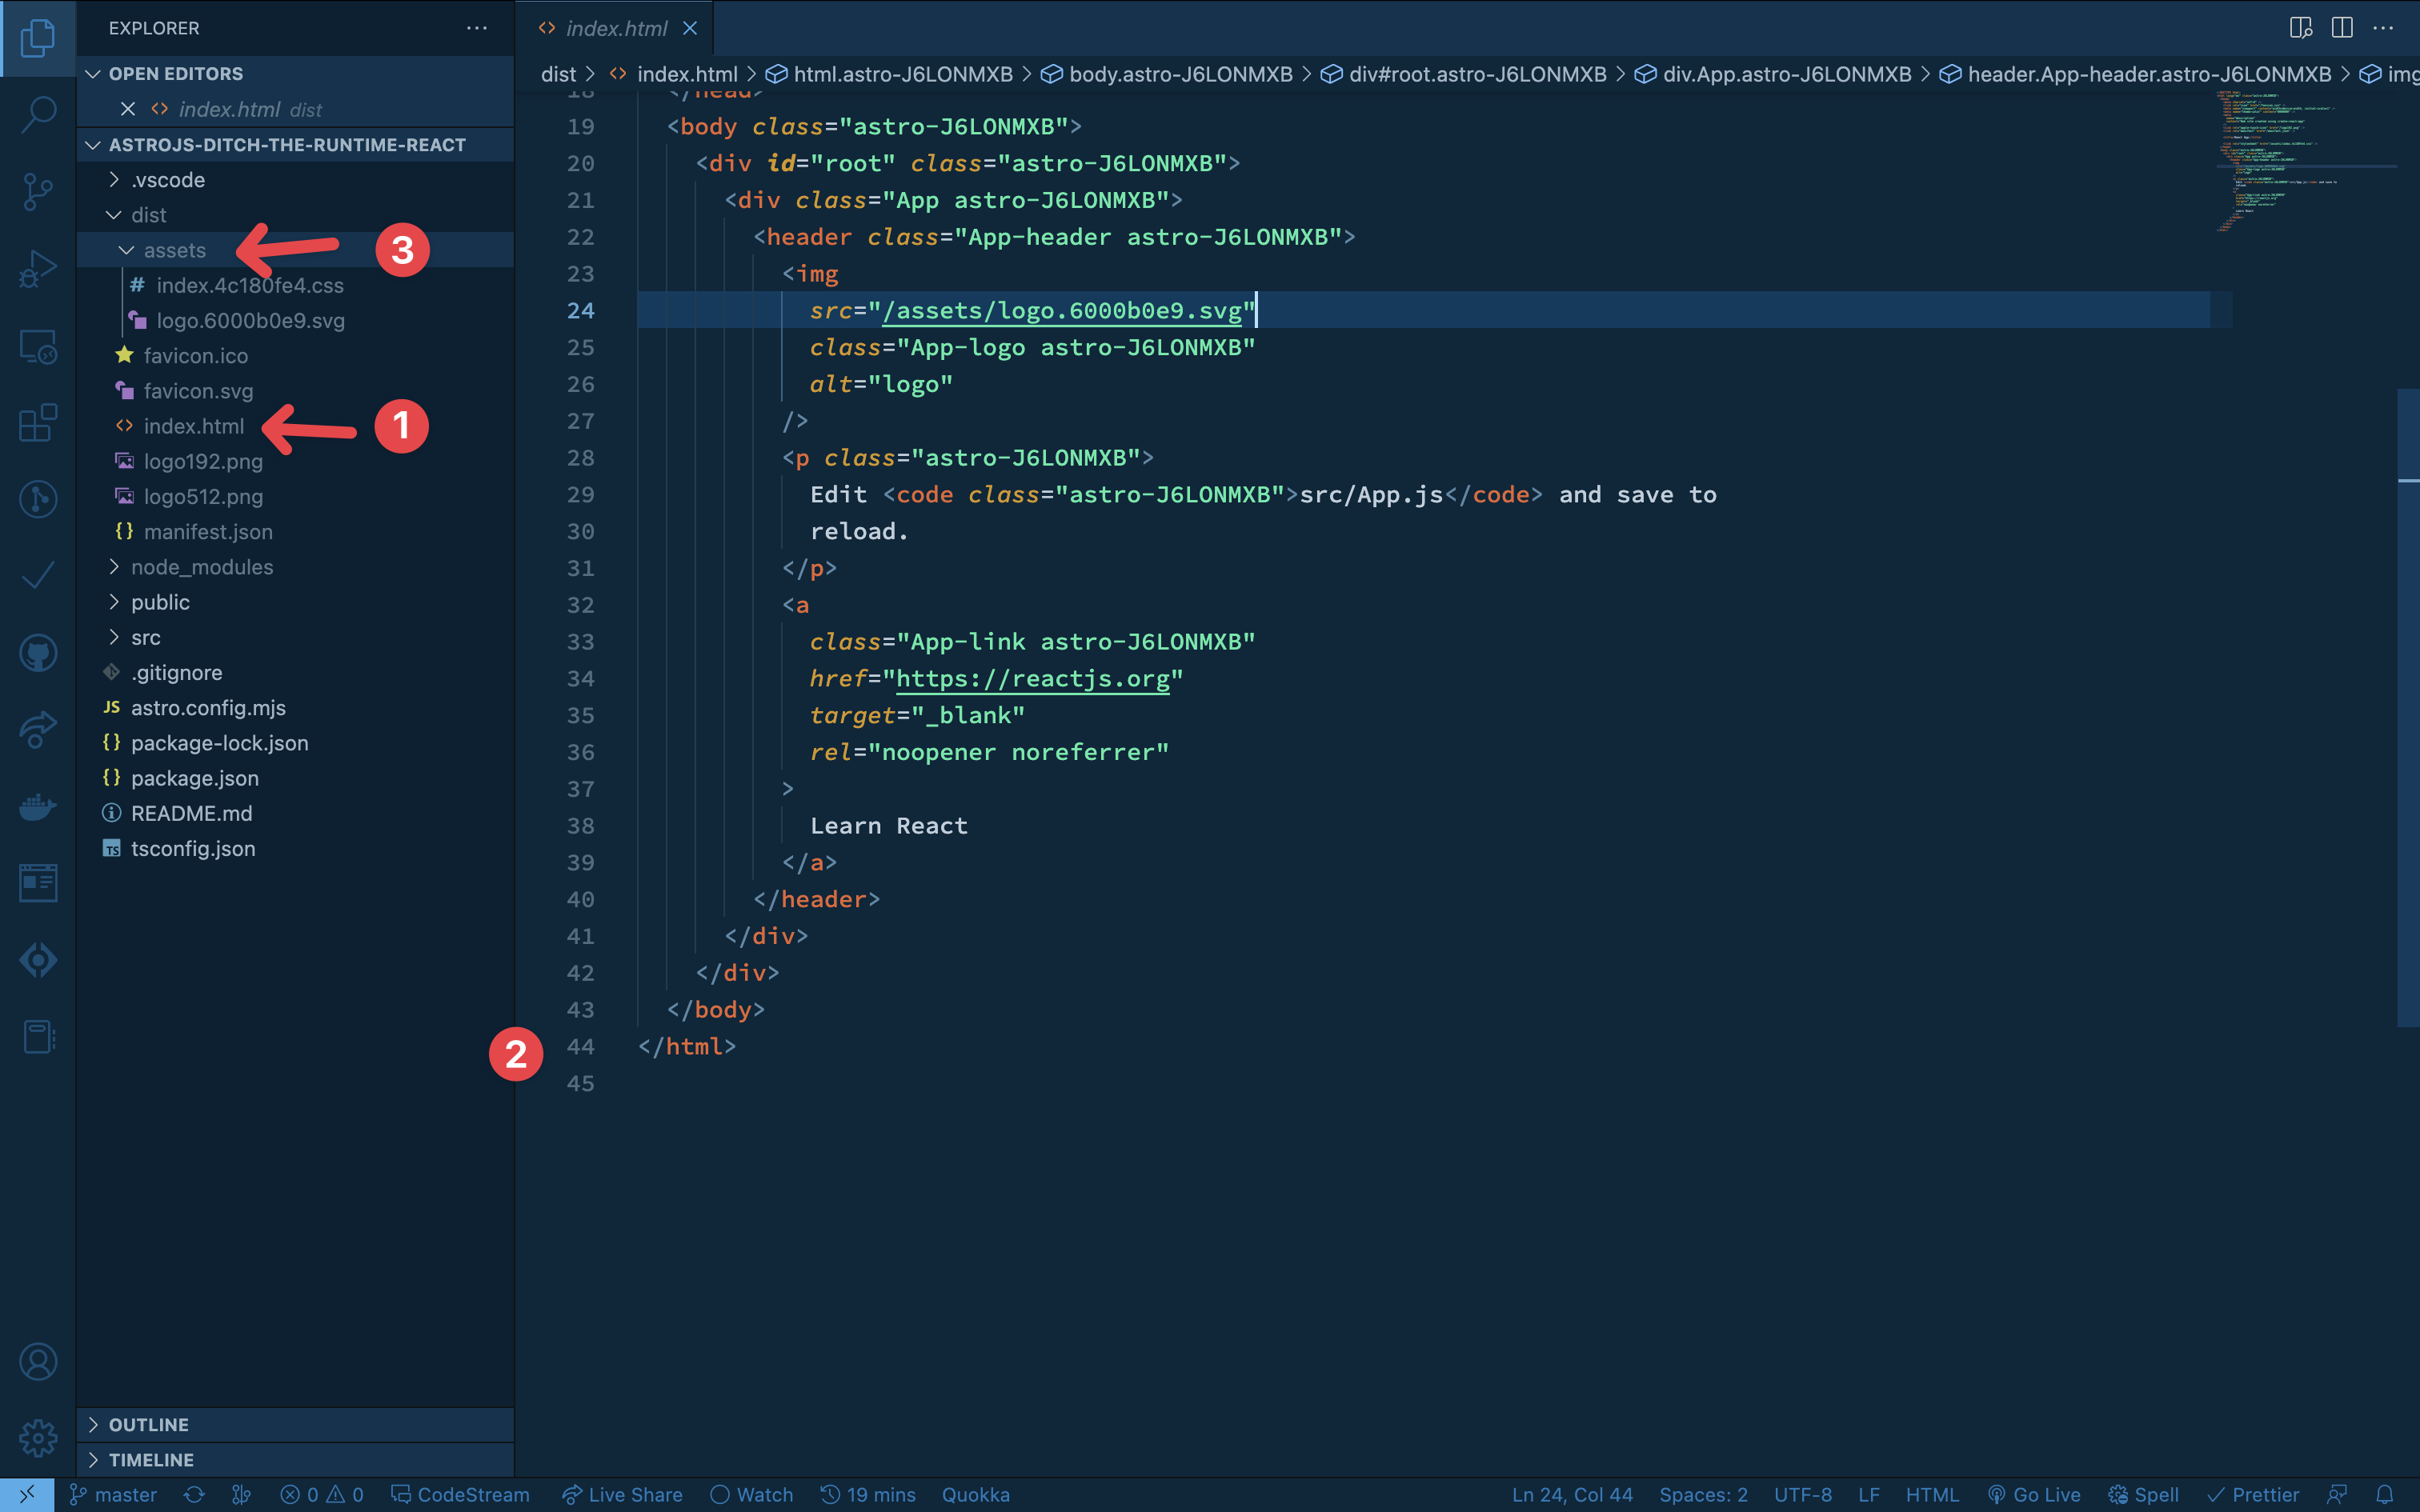 EXPLORER
OPEN EDITORS
index.html dist
ASTROJS-DITCH-THE-RUNTIME-REACT
.vscode
dist
assets
3
index.4c180fe4.css
logo.6000b0e9.svg
favicon.ico
favicon.svg
index.html
1
logo192.png
logo512.png
{} manifest.json
node_modules
public
src
.gitignore
JS astro.config.mjs
{} package-lock.json
{} package.json
README.md
TS tsconfig.json
OUTLINE
TIMELINE
index.html
dist > index.html > html.astro-J6LONMXB > body.astro-J6LONMXB > div#root.astro-J6LONMXB > div.App.astro-J6LONMXB > header.App-header.astro-J6LONMXB > img
18 </head>
19 <body class="astro-J6LONMXB">
20 <div id="root" class="astro-J6LONMXB">
21 <div class="App astro-J6LONMXB">
22 <header class="App-header astro-J6LONMXB">
23 <img
24 src="/assets/logo.6000b0e9.svg"
25 class="App-logo astro-J6LONMXB"
26 alt="logo"
27 />
28 <p class="astro-J6LONMXB">
29 Edit <code class="astro-J6LONMXB">src/App.js</code> and save to
30 reload.
31 </p>
32 <a
33 class="App-link astro-J6LONMXB"
34 href="https://reactjs.org"
35 target="_blank"
36 rel="noopener noreferrer"
37 >
38 Learn React
39 </a>
40 </header>
41 </div>
42 </div>
43 </body>
2
44 </html>
45
master 0 0 CodeStream Live Share Watch 19 mins Quokka Ln 24, Col 44 Spaces: 2 UTF-8 LF HTML Go Live Spell Prettier